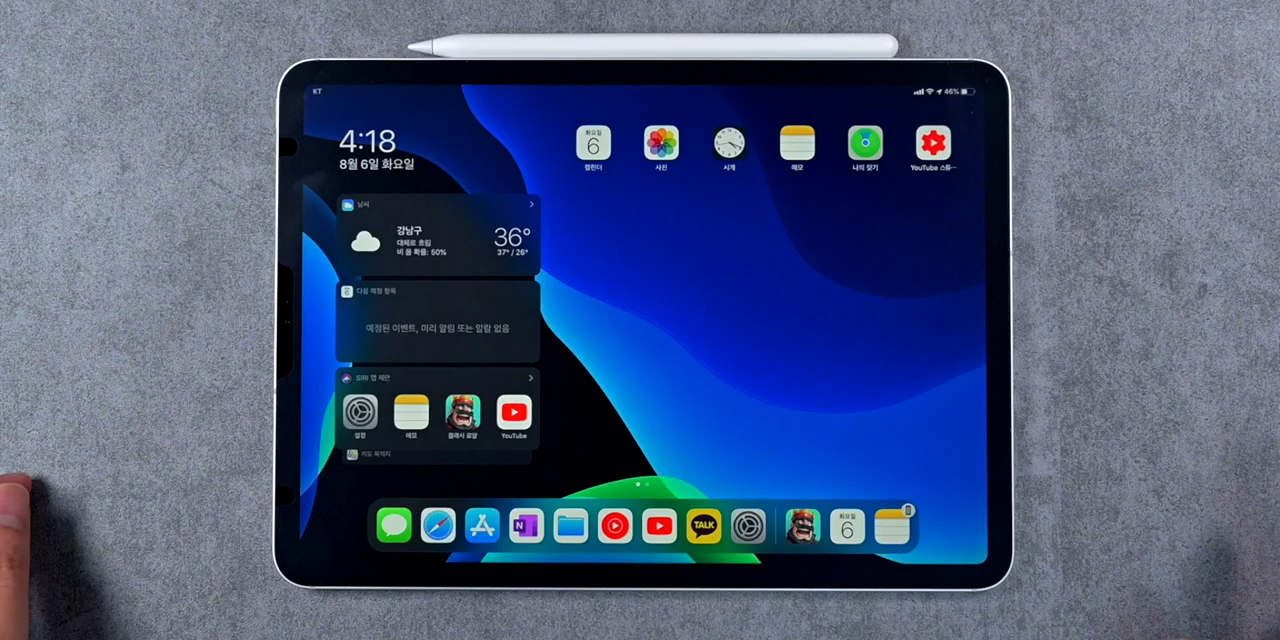 KT
46%
4:18
8월 6일 화요일
화요일
6
캘린더
사진
시계
메모
나의 찾기
YouTube 스튜…
날씨
강남구
대체로 흐림
비 올 확률: 50%
36°
37° / 26°
6
다음 예정 항목
예정된 이벤트, 미리 알림 또는 알람 없음
SIRI 앱 제안
설정
메모
클래시 로얄
YouTube
지도 목적지
N
TALK
화요일
6